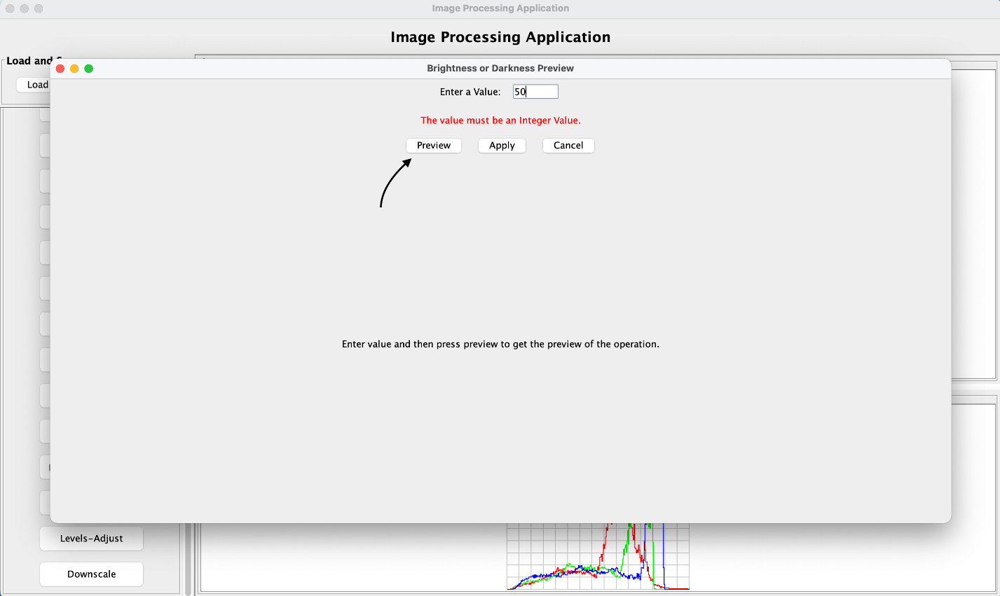 Image Processing Application
Image Processing Application
Load and
Load
Brightness or Darkness Preview
Enter a Value: 50
The value must be an Integer Value.
Preview Apply Cancel
Enter value and then press preview to get the preview of the operation.
Levels-Adjust
Downscale